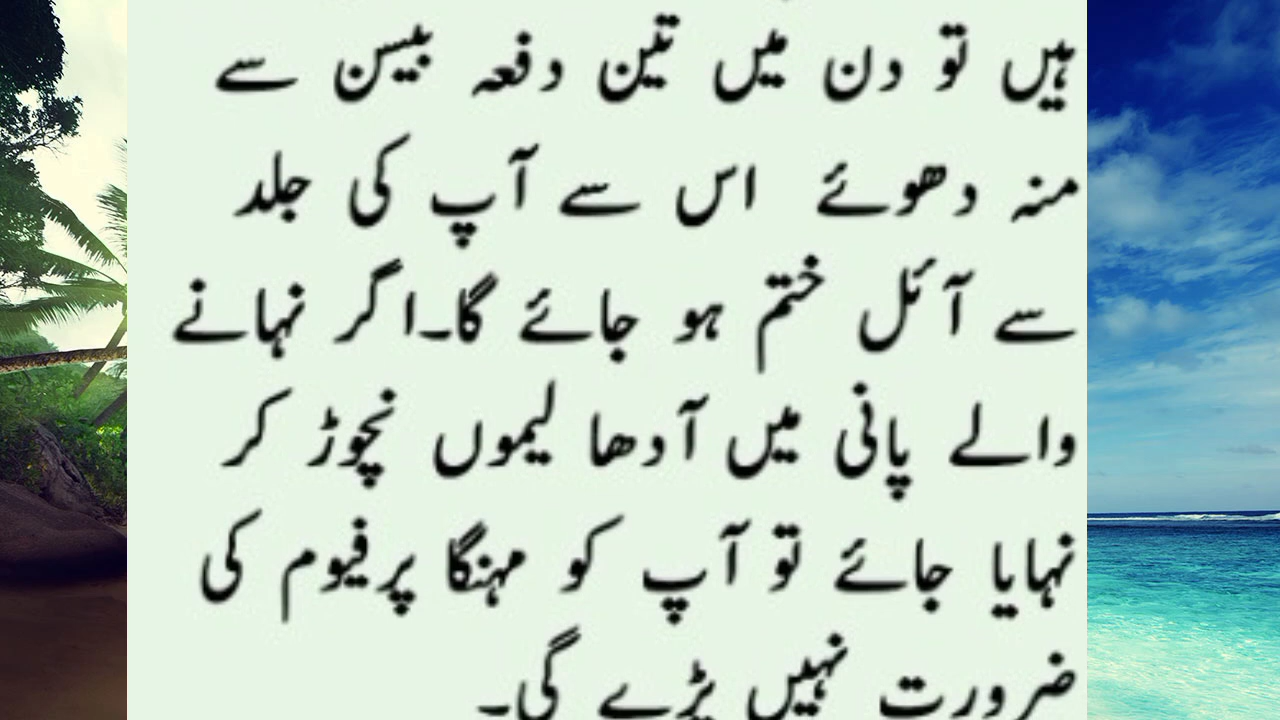 ہیں تو دن میں تین دفعہ بیسن سے
منہ دھوئے اس سے آپ کی جلد
سے آئل ختم ہو جائے گا۔اگر نہانے
والے پانی میں آدھا لیموں نچوڑ کر
نہایا جائے تو آپ کو مہنگا پرفیوم کی
ضرورت نہیں پڑے گی۔